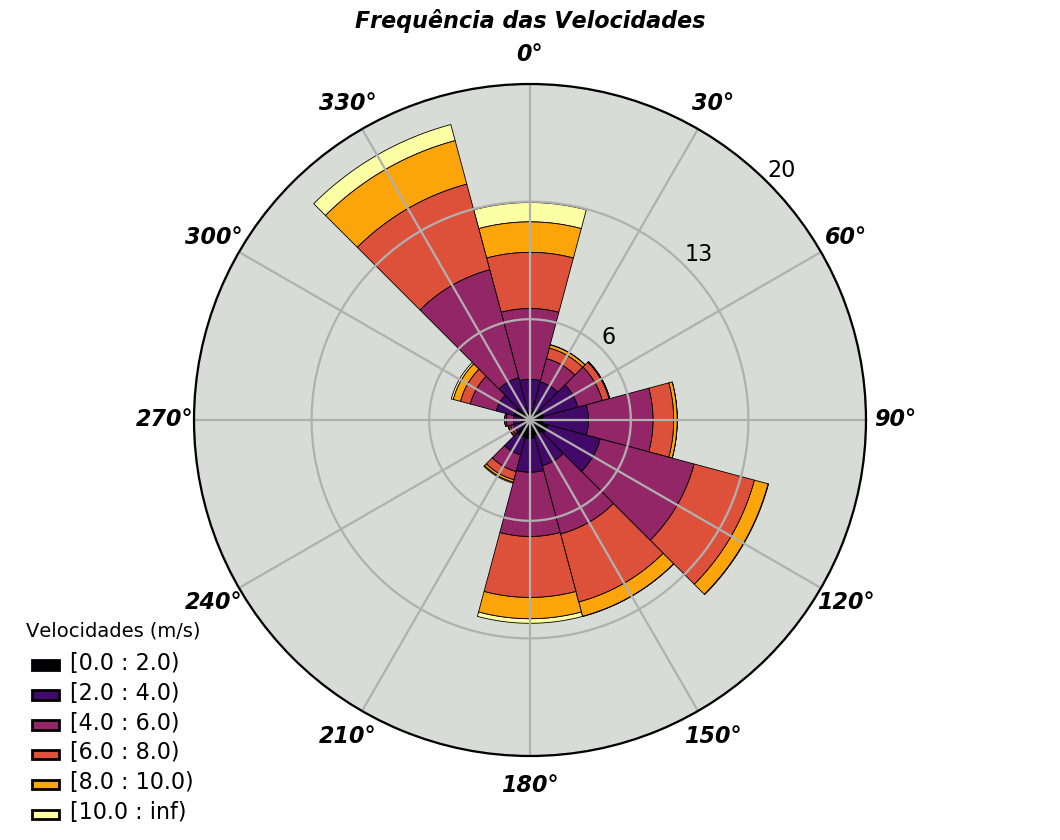 Frequência das Velocidades
0°
330°
30°
20
300°
60°
13
6
270°
90°
240°
120°
210°
150°
180°
Velocidades (m/s)
[0.0 : 2.0)
[2.0 : 4.0)
[4.0 : 6.0)
[6.0 : 8.0)
[8.0 : 10.0)
[10.0 : inf)